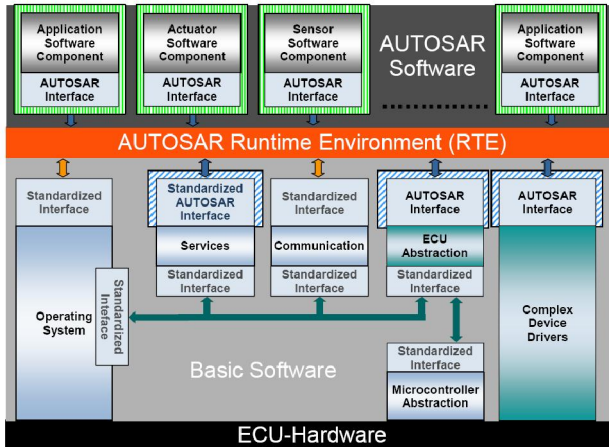 Application
Software
Component
AUTOSAR
Interface
Actuator
Software
Component
AUTOSAR
Interface
Sensor
Software
Component
AUTOSAR
Interface
AUTOSAR
Software
..............
Application
Software
Component
AUTOSAR
Interface
AUTOSAR Runtime Environment (RTE)
Standardized
Interface
Standardized
AUTOSAR
Interface
Standardized
Interface
AUTOSAR
Interface
AUTOSAR
Interface
Services
Communication
ECU
Abstraction
Standardized
Interface
Standardized
Interface
Standardized
Interface
Operating
System
Standardized
Interface
Complex
Device
Drivers
Basic Software
Standardized
Interface
Microcontroller
Abstraction
ECU-Hardware